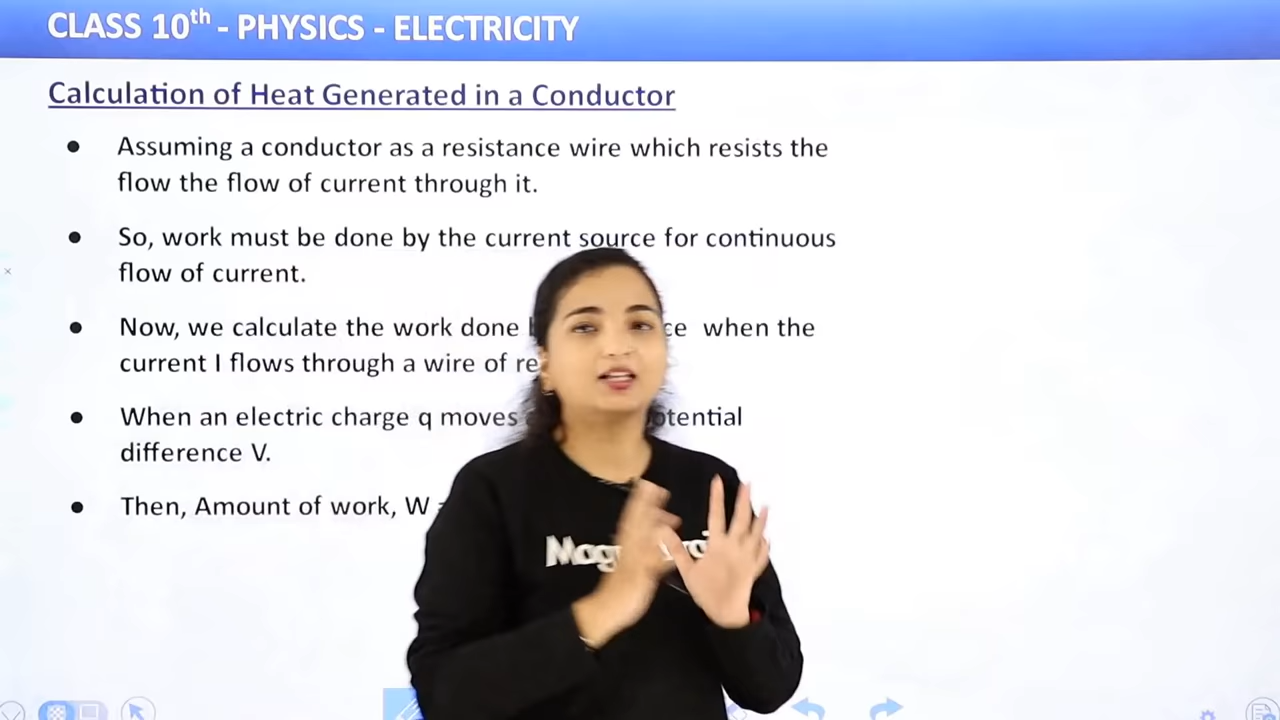 CLASS 10th - PHYSICS - ELECTRICITY
Calculation of Heat Generated in a Conductor
● Assuming a conductor as a resistance wire which resists the
flow the flow of current through it.
● So, work must be done by the current source for continuous
flow of current.
● Now, we calculate the work done when the
current I flows through a wire of
● When an electric charge q moves potential
difference V.
● Then, Amount of work, W